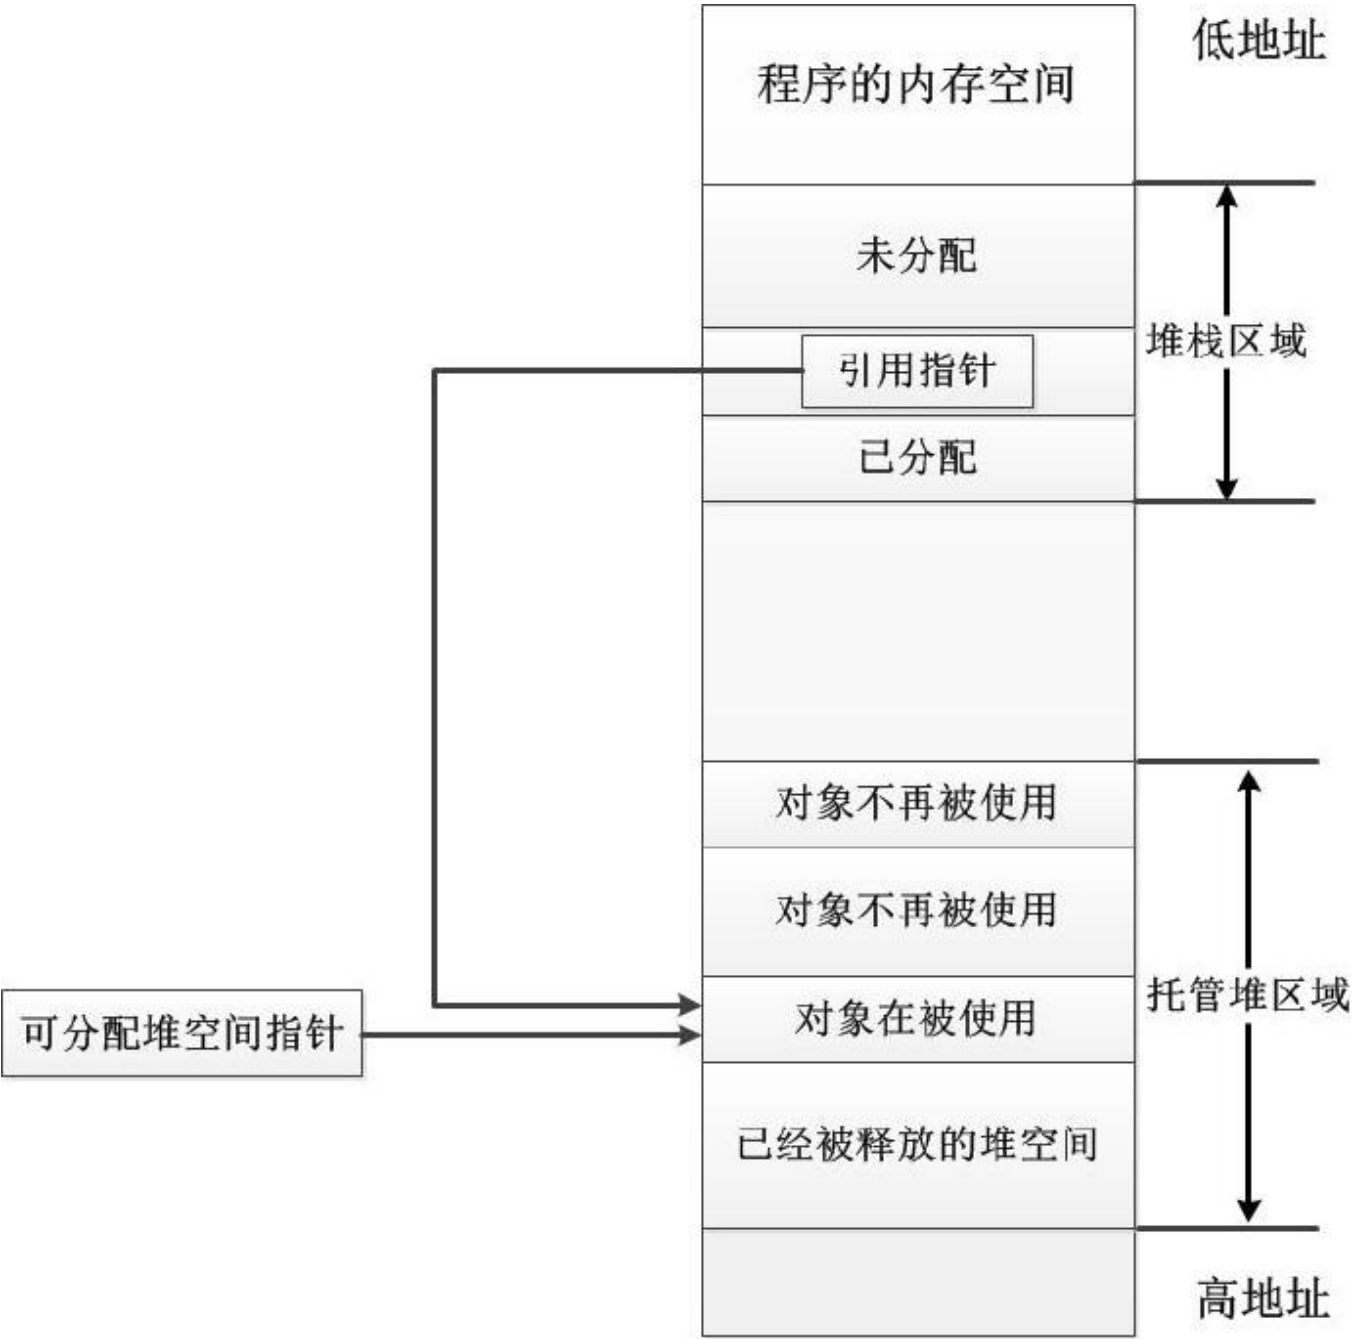 低地址
程序的内存空间
未分配
堆栈区域
引用指针
已分配
对象不再被使用
对象不再被使用
托管堆区域
对象在被使用
可分配堆空间指针
已经被释放的堆空间
高地址